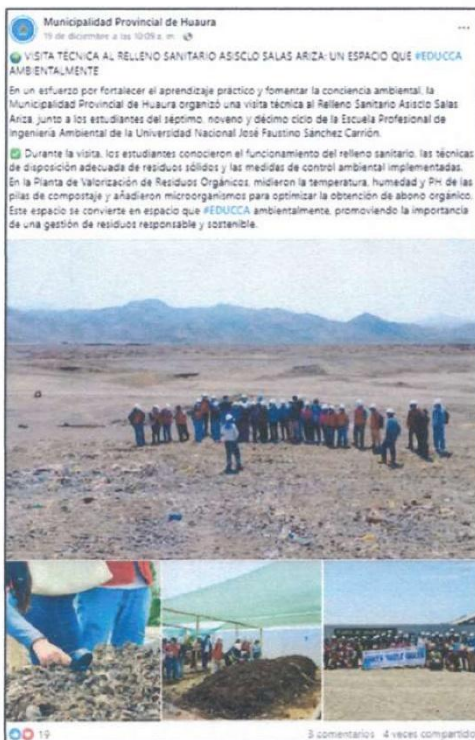 Municipalidad Provincial de Huaura
19 de diciembre a las 10:09 a. m.
VISITA TÉCNICA AL RELLENO SANITARIO ASISCLO SALAS ARIZA: UN ESPACIO QUE #EDUCCA
AMBIENTALMENTE
En un esfuerzo por fortalecer el aprendizaje práctico y fomentar la conciencia ambiental, la
Municipalidad Provincial de Huaura organizó una visita técnica al Relleno Sanitario Asisclo Salas
Ariza, junto a los estudiantes del séptimo, noveno y décimo ciclo de la Escuela Profesional de
Ingeniería Ambiental de la Universidad Nacional José Faustino Sánchez Carrión.
Durante la visita, los estudiantes conocieron el funcionamiento del relleno sanitario, las técnicas
de disposición adecuada de residuos sólidos y las medidas de control ambiental implementadas.
En la Planta de Valorización de Residuos Orgánicos, midieron la temperatura, humedad y PH de las
pilas de compostaje y añadieron microorganismos para optimizar la obtención de abono orgánico.
Este espacio se convierte en espacio que #EDUCCA ambientalmente, promoviendo la importancia
de una gestión de residuos responsable y sostenible.
19
3 comentarios 4 veces compartido